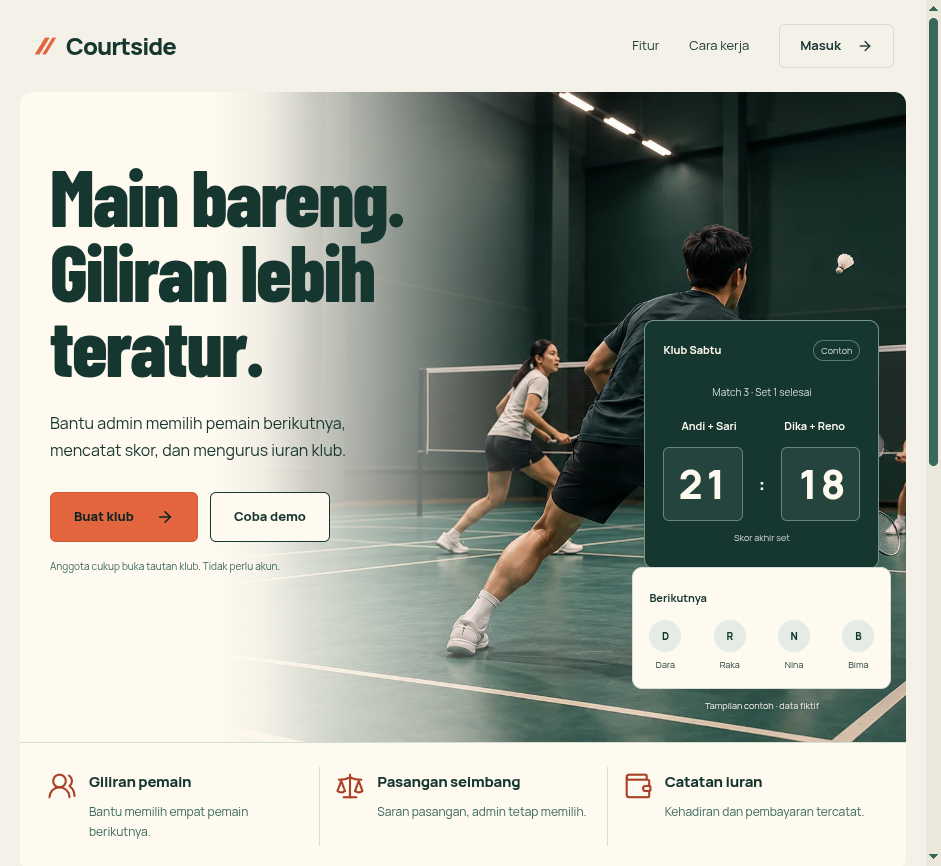 Courtside
Fitur
Cara kerja
Masuk
Main bareng.
Giliran lebih
teratur.
Bantu admin memilih pemain berikutnya,
mencatat skor, dan mengurus iuran klub.
Buat klub
Coba demo
Anggota cukup buka tautan klub. Tidak perlu akun.
Klub Sabtu
Contoh
Match 3 · Set 1 selesai
Andi + Sari
Dika + Reno
21 : 18
Skor akhir set
Berikutnya
D R N B
Dara Raka Nina Bima
Tampilan contoh · data fiktif
Giliran pemain
Bantu memilih empat pemain
berikutnya.
Pasangan seimbang
Saran pasangan, admin tetap memilih.
Catatan iuran
Kehadiran dan pembayaran tercatat.